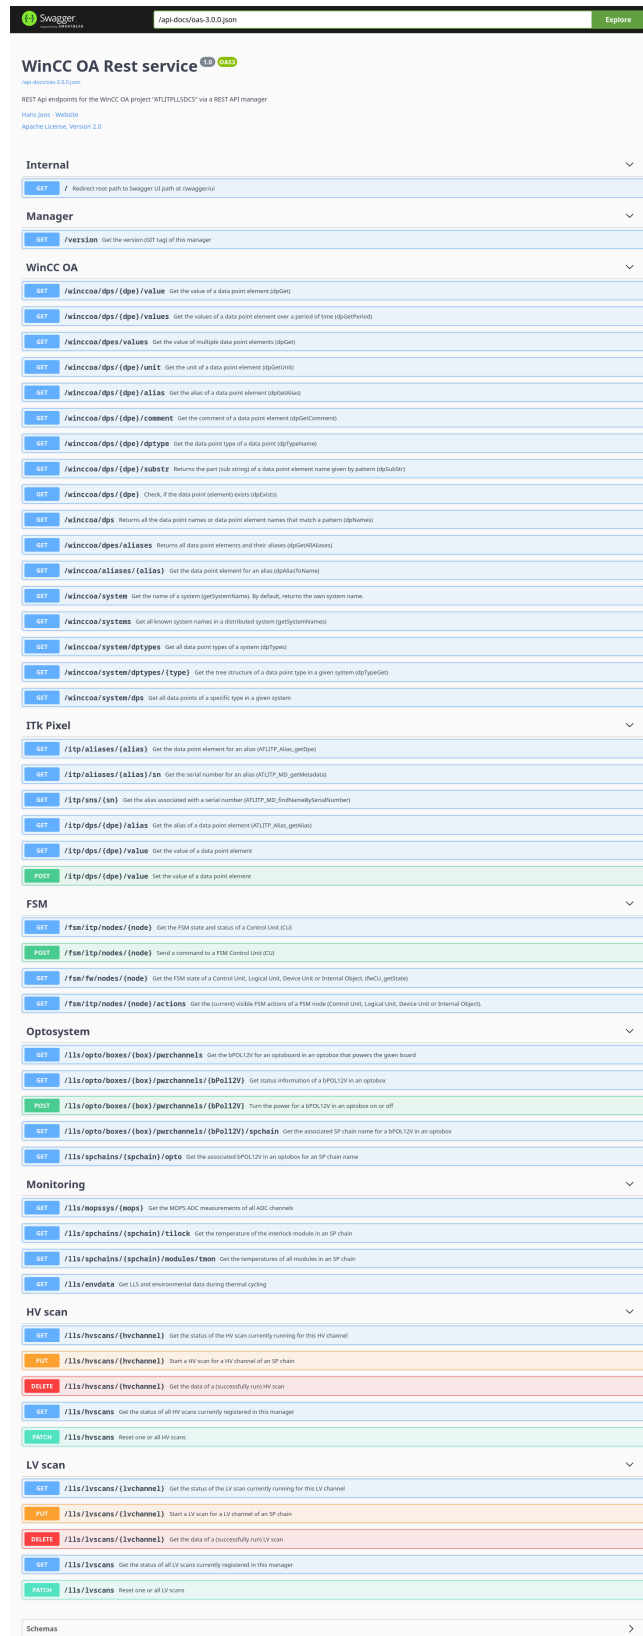 Swagger
Supported by SMARTBEAR
/api-docs/oas-3.0.0.json
Explore
WinCC OA Rest service 1.0 OAS3
/api-docs/oas-3.0.0.json
REST Api endpoints for the WinCC OA project "ATLITPLLSDCS" via a REST API manager
Hans Joos - Website
Apache License, Version 2.0
Internal
GET / Redirect root path to Swagger UI path at /swagger/ui
Manager
GET /version Get the version (GIT tag) of this manager
WinCC OA
GET /winccoa/dps/{dpe}/value Get the value of a data point element (dpGet)
GET /winccoa/dps/{dpe}/values Get the values of a data point element over a period of time (dpGetPeriod)
GET /winccoa/dpes/values Get the value of multiple data point elements (dpGet)
GET /winccoa/dps/{dpe}/unit Get the unit of a data point element (dpGetUnit)
GET /winccoa/dps/{dpe}/alias Get the alias of a data point element (dpGetAlias)
GET /winccoa/dps/{dpe}/comment Get the comment of a data point element (dpGetComment)
GET /winccoa/dps/{dpe}/dptype Get the data point type of a data point (dpTypeName)
GET /winccoa/dps/{dpe}/substr Returns the part (sub string) of a data point element name given by pattern (dpSubStr)
GET /winccoa/dps/{dpe} Check, if the data point (element) exists (dpExists)
GET /winccoa/dps Returns all the data point names or data point element names that match a pattern (dpNames)
GET /winccoa/dpes/aliases Returns all data point elements and their aliases (dpGetAllAliases)
GET /winccoa/aliases/{alias} Get the data point element for an alias (dpAliasToName)
GET /winccoa/system Get the name of a system (getSystemName). By default, returns the own system name.
GET /winccoa/systems Get all known system names in a distributed system (getSystemNames)
GET /winccoa/system/dptypes Get all data point types of a system (dpTypes)
GET /winccoa/system/dptypes/{type} Get the tree structure of a data point type in a given system (dpTypeGet)
GET /winccoa/system/dps Get all data points of a specific type in a given system
ITk Pixel
GET /itp/aliases/{alias} Get the data point element for an alias (ATLITP_Alias_getDpe)
GET /itp/aliases/{alias}/sn Get the serial number for an alias (ATLITP_MD_getMetadata)
GET /itp/sns/{sn} Get the alias associated with a serial number (ATLITP_MD_findNameBySerialNumber)
GET /itp/dps/{dpe}/alias Get the alias of a data point element (ATLITP_Alias_getAlias)
GET /itp/dps/{dpe}/value Get the value of a data point element
POST /itp/dps/{dpe}/value Set the value of a data point element
FSM
GET /fsm/itp/nodes/{node} Get the FSM state and status of a Control Unit (CU)
POST /fsm/itp/nodes/{node} Send a command to a FSM Control Unit (CU)
GET /fsm/fw/nodes/{node} Get the FSM state of a Control Unit, Logical Unit, Device Unit or Internal Object. (fwCU_getState)
GET /fsm/itp/nodes/{node}/actions Get the (current) visible FSM actions of a FSM node (Control Unit, Logical Unit, Device Unit or Internal Object).
Optosystem
GET /lls/opto/boxes/{box}/pwrchannels Get the bPOL12V for an optoboard in an optobox that powers the given board
GET /lls/opto/boxes/{box}/pwrchannels/{bPol12V} Get status information of a bPOL12V in an optobox
POST /lls/opto/boxes/{box}/pwrchannels/{bPol12V} Turn the power for a bPOL12V in an optobox on or off
GET /lls/opto/boxes/{box}/pwrchannels/{bPol12V}/spchain Get the associated SP chain name for a bPOL12V in an optobox
GET /lls/spchains/{spchain}/opto Get the associated bPOL12V in an optobox for an SP chain name
Monitoring
GET /lls/mopssys/{mops} Get the MOPS ADC measurements of all ADC channels
GET /lls/spchains/{spchain}/tilock Get the temperature of the interlock module in an SP chain
GET /lls/spchains/{spchain}/modules/tmon Get the temperatures of all modules in an SP chain
GET /lls/envdata Get LLS and environmental data during thermal cycling
HV scan
GET /lls/hvscans/{hvchannel} Get the status of the HV scan currently running for this HV channel
PUT /lls/hvscans/{hvchannel} Start a HV scan for a HV channel of an SP chain
DELETE /lls/hvscans/{hvchannel} Get the data of a (successfully run) HV scan
GET /lls/hvscans Get the status of all HV scans currently registered in this manager
PATCH /lls/hvscans Reset one or all HV scans
LV scan
GET /lls/lvscans/{lvchannel} Get the status of the LV scan currently running for this LV channel
PUT /lls/lvscans/{lvchannel} Start a LV scan for a LV channel of an SP chain
DELETE /lls/lvscans/{lvchannel} Get the data of a (successfully run) LV scan
GET /lls/lvscans Get the status of all LV scans currently registered in this manager
PATCH /lls/lvscans Reset one or all LV scans
Schemas